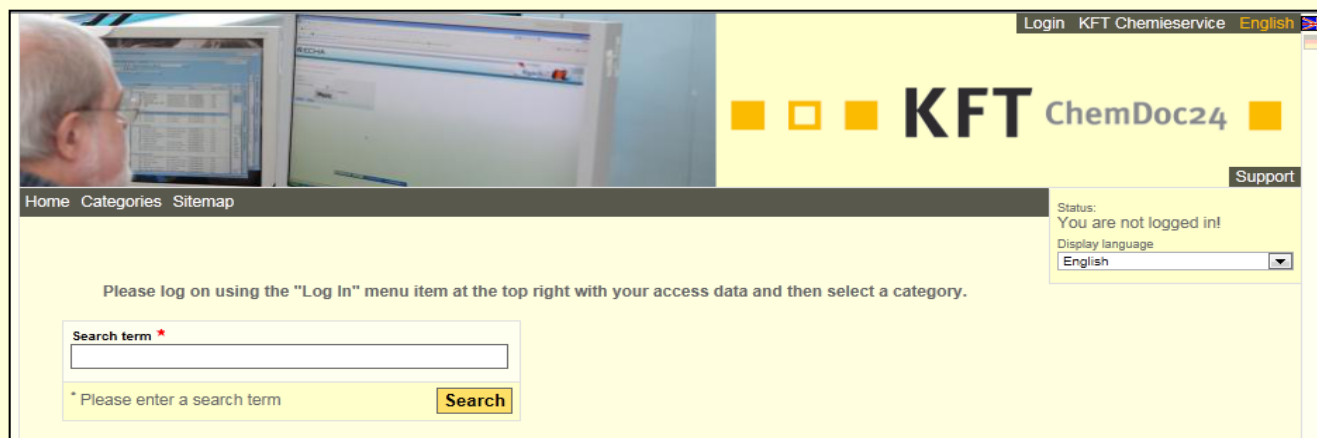 Login KFT Chemieservice English
ECHA
KFT ChemDoc24
Support
Home Categories Sitemap
Status:
You are not logged in!
Display language
English
Please log on using the "Log In" menu item at the top right with your access data and then select a category.
Search term *
* Please enter a search term
Search